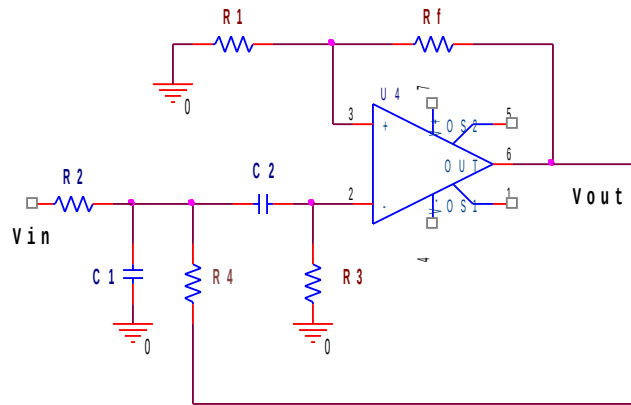 R1
Rf
0
U4
7
3
+
V+
OS2
5
OUT
6
R2
C2
2
-
V-
OS1
1
Vout
Vin
C1
R4
R3
4
0
0